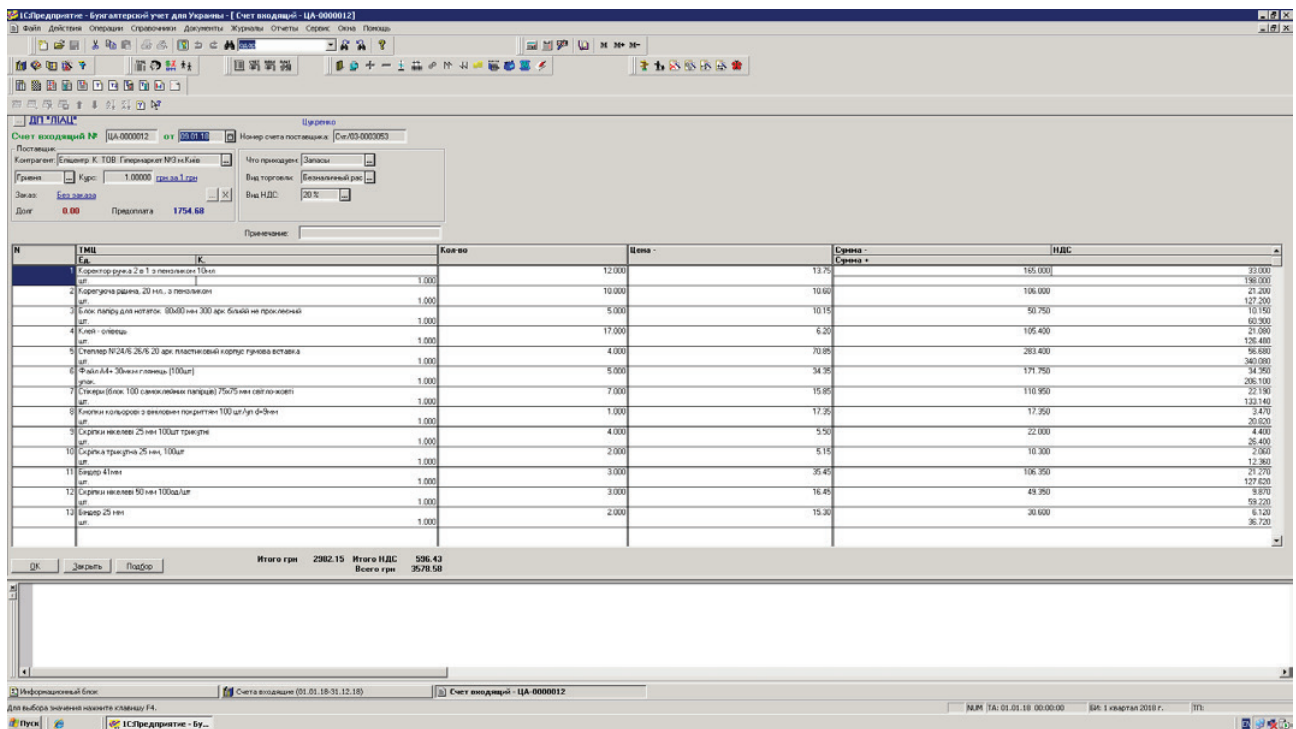 1С:Предприятие - Бухгалтерский учет для Украины - [ Счет входящий - ЦА-0000012]
Файл Действия Операции Справочники Документы Журналы Отчеты Сервис Окна Помощь
M M+ M-
ДП "ЛІАЦ" Цукренко
Счет входящий № ЦА-0000012 от 09.01.18 Номер счета поставщика: Счт/03-0003053
Поставщик
Контрагент: Епіцентр К ТОВ Гіпермаркет №3 м.Київ ... Что приходуем: Запасы ...
Гривня ... Курс: 1.00000 грн за 1 грн Вид торговли: Безналичный рас ...
Заказ: Без заказа ... X Вид НДС: 20 % ...
Долг 0.00 Предоплата 1754.68
Примечание:
N ТМЦ Кол-во Цена - Сумма - НДС
Ед. К. Сумма +
1 Коректор ручка 2 в 1 з пензликом 10мл 12.000 13.75 165.000 33.000
шт. 1.000 198.000
2 Корегуюча рідина, 20 мл., з пензликом 10.000 10.60 106.000 21.200
шт. 1.000 127.200
3 Блок папіру для нотаток 80х80 мм 300 арк білий не проклеєний 5.000 10.15 50.750 10.150
шт. 1.000 60.900
4 Клей - олівець 17.000 6.20 105.400 21.080
шт. 1.000 126.480
5 Степлер №24/6 26/6 20 арк пластиковий корпус гумова вставка 4.000 70.85 283.400 56.680
шт. 1.000 340.080
6 Файл А4+ 30мкм глянець (100шт) 5.000 34.35 171.750 34.350
упак. 1.000 206.100
7 Стікери (блок 100 самоклейних папірців) 75х75 мм світло-жовті 7.000 15.85 110.950 22.190
шт. 1.000 133.140
8 Кнопки кольорові з вініловим покриттям 100 шт/уп d=9мм 1.000 17.35 17.350 3.470
шт. 1.000 20.820
9 Скріпки нікелеві 25 мм 100шт трикутні 4.000 5.50 22.000 4.400
шт. 1.000 26.400
10 Скріпка трикутна 25 мм, 100шт 2.000 5.15 10.300 2.060
шт. 1.000 12.360
11 Біндер 41мм 3.000 35.45 106.350 21.270
шт. 1.000 127.620
12 Скріпки нікелеві 50 мм 100од/шт 3.000 16.45 49.350 9.870
шт. 1.000 59.220
13 Біндер 25 мм 2.000 15.30 30.600 6.120
шт. 1.000 36.720
Итого грн 2982.15 Итого НДС 596.43
OK Закрыть Подбор Всего грн 3578.58
Информационный блок Счета входящие (01.01.18-31.12.18) Счет входящий - ЦА-0000012
Для выбора значения нажмите клавишу F4. NUM ТА: 01.01.18 00:00:00 БИ: 1 квартал 2018 г. ТП:
Пуск 1С:Предприятие - Бу...